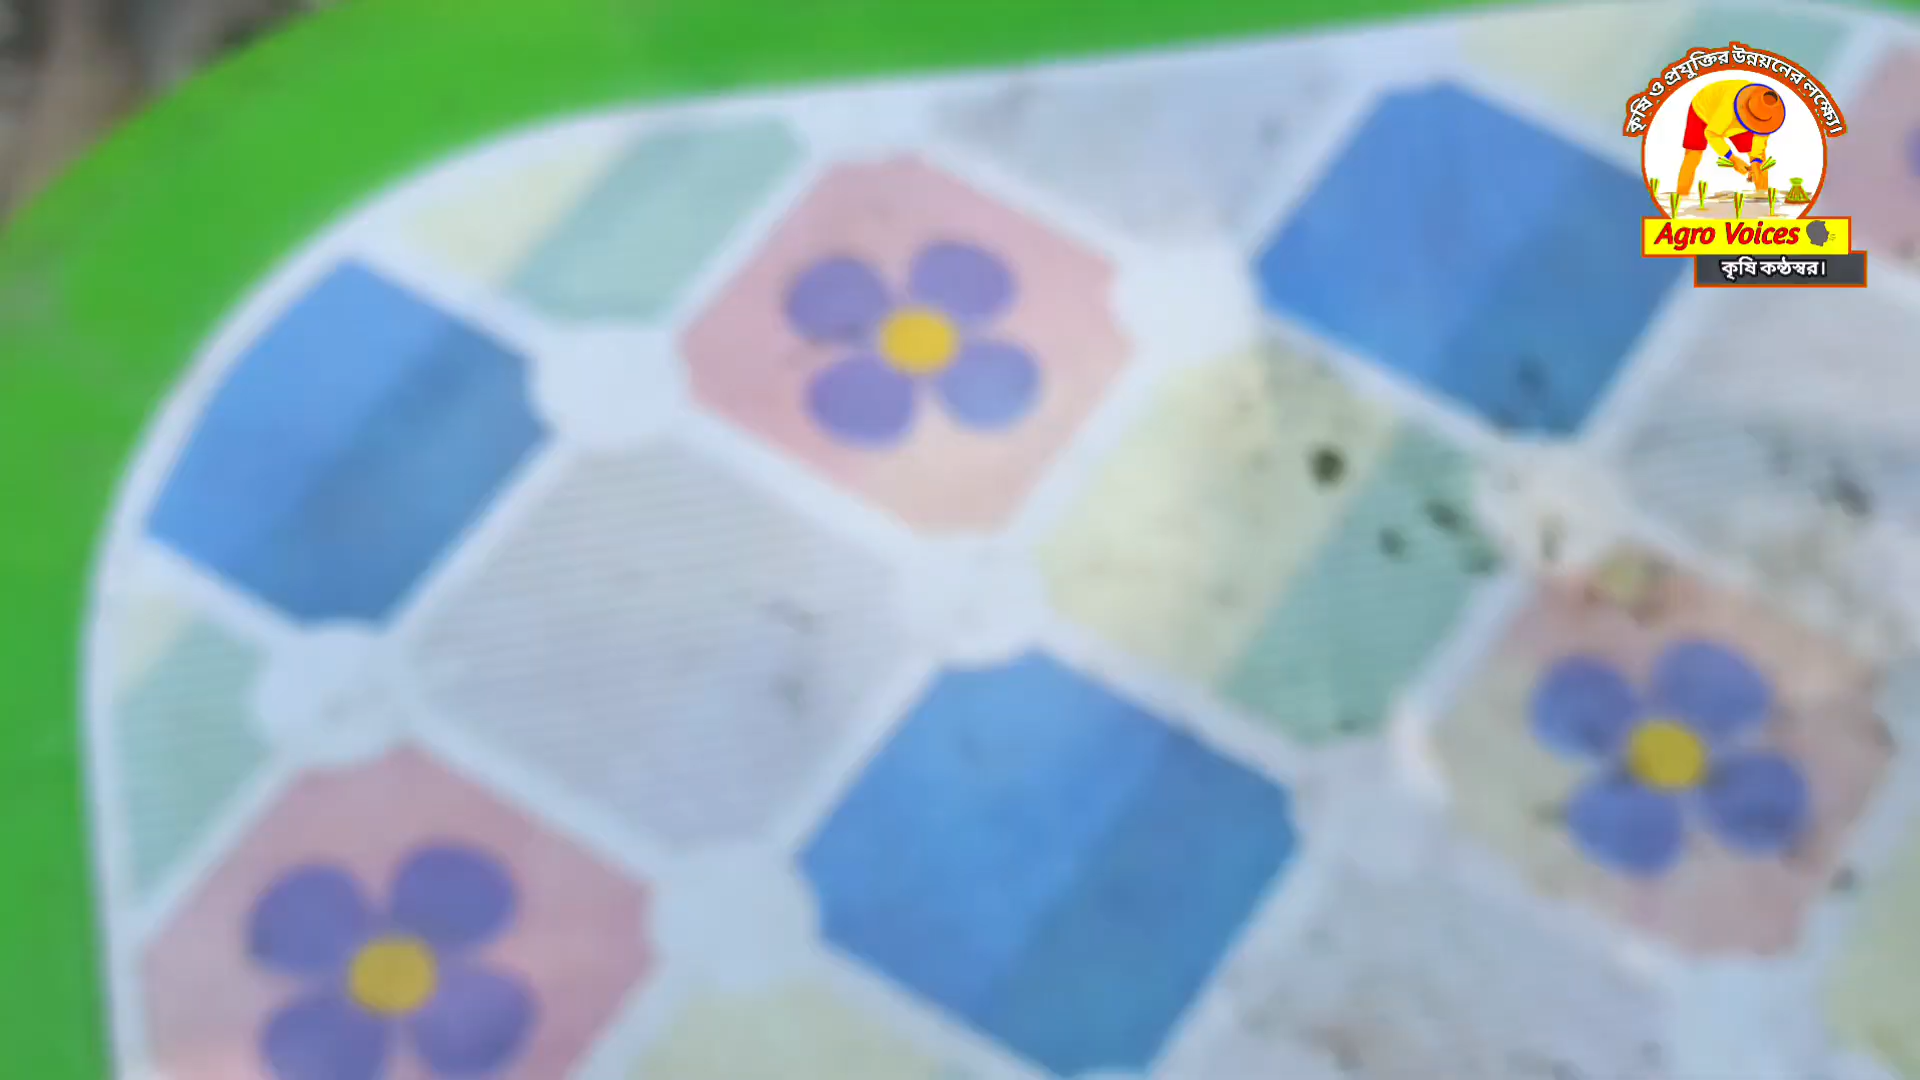 কৃষি ও প্রযুক্তির উন্নয়নের লক্ষ্যে।
Agro Voices
কৃষি কন্ঠস্বর।